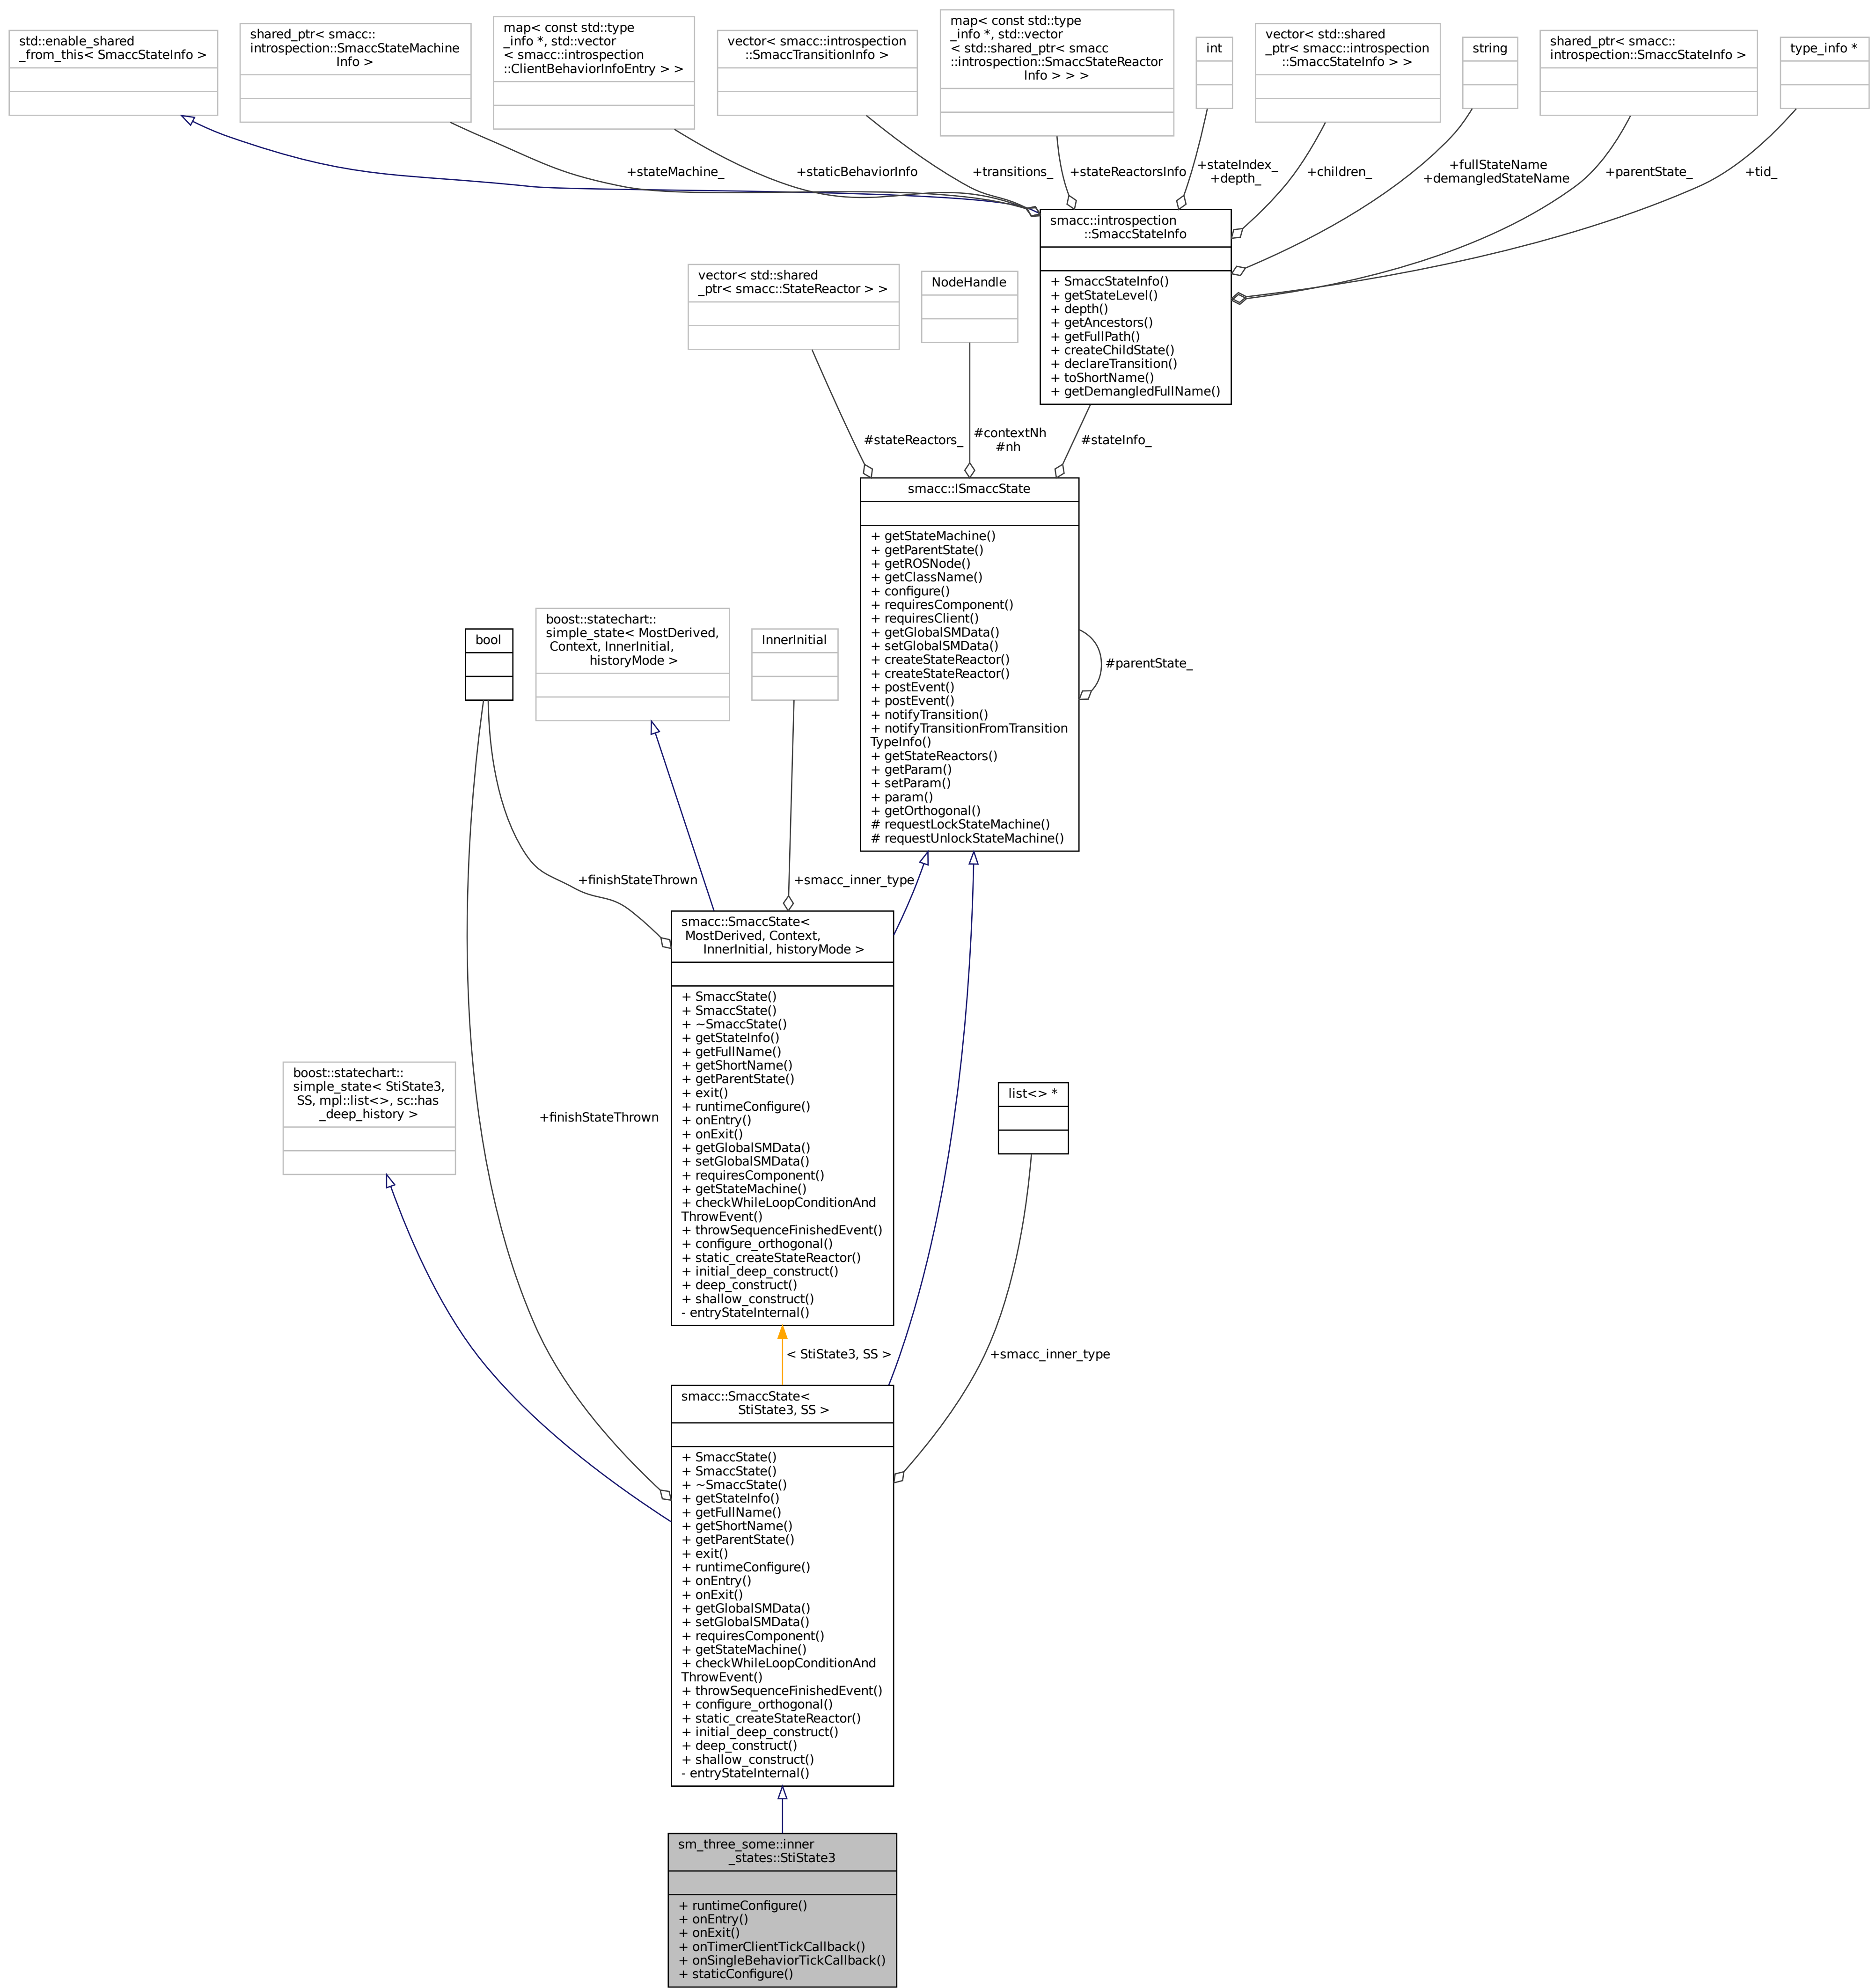 std::enable_shared
_from_this< SmaccStateInfo >
shared_ptr< smacc::
introspection::SmaccStateMachine
Info >
map< const std::type
_info *, std::vector
< smacc::introspection
::ClientBehaviorInfoEntry > >
vector< smacc::introspection
::SmaccTransitionInfo >
map< const std::type
_info *, std::vector
< std::shared_ptr< smacc
::introspection::SmaccStateReactor
Info > > >
int
vector< std::shared
_ptr< smacc::introspection
::SmaccStateInfo > >
string
shared_ptr< smacc::
introspection::SmaccStateInfo >
type_info *
+stateMachine_
+staticBehaviorInfo
+transitions_
+stateReactorsInfo
+stateIndex_
+depth_
+children_
+fullStateName
+demangledStateName
+parentState_
+tid_
smacc::introspection
::SmaccStateInfo
+ SmaccStateInfo()
+ getStateLevel()
+ depth()
+ getAncestors()
+ getFullPath()
+ createChildState()
+ declareTransition()
+ toShortName()
+ getDemangledFullName()
vector< std::shared
_ptr< smacc::StateReactor > >
NodeHandle
#stateReactors_
#contextNh
#nh
#stateInfo_
smacc::ISmaccState
+ getStateMachine()
+ getParentState()
+ getROSNode()
+ getClassName()
+ configure()
+ requiresComponent()
+ requiresClient()
+ getGlobalSMData()
+ setGlobalSMData()
+ createStateReactor()
+ createStateReactor()
+ postEvent()
+ postEvent()
+ notifyTransition()
+ notifyTransitionFromTransition
TypeInfo()
+ getStateReactors()
+ getParam()
+ setParam()
+ param()
+ getOrthogonal()
# requestLockStateMachine()
# requestUnlockStateMachine()
#parentState_
bool
boost::statechart::
simple_state< MostDerived,
Context, InnerInitial,
historyMode >
InnerInitial
+finishStateThrown
+smacc_inner_type
smacc::SmaccState<
MostDerived, Context,
InnerInitial, historyMode >
+ SmaccState()
+ SmaccState()
+ ~SmaccState()
+ getStateInfo()
+ getFullName()
+ getShortName()
+ getParentState()
+ exit()
+ runtimeConfigure()
+ onEntry()
+ onExit()
+ getGlobalSMData()
+ setGlobalSMData()
+ requiresComponent()
+ getStateMachine()
+ checkWhileLoopConditionAnd
ThrowEvent()
+ throwSequenceFinishedEvent()
+ configure_orthogonal()
+ static_createStateReactor()
+ initial_deep_construct()
+ deep_construct()
+ shallow_construct()
- entryStateInternal()
boost::statechart::
simple_state< StiState3,
SS, mpl::list<>, sc::has
_deep_history >
+finishStateThrown
list<> *
< StiState3, SS >
+smacc_inner_type
smacc::SmaccState<
StiState3, SS >
+ SmaccState()
+ SmaccState()
+ ~SmaccState()
+ getStateInfo()
+ getFullName()
+ getShortName()
+ getParentState()
+ exit()
+ runtimeConfigure()
+ onEntry()
+ onExit()
+ getGlobalSMData()
+ setGlobalSMData()
+ requiresComponent()
+ getStateMachine()
+ checkWhileLoopConditionAnd
ThrowEvent()
+ throwSequenceFinishedEvent()
+ configure_orthogonal()
+ static_createStateReactor()
+ initial_deep_construct()
+ deep_construct()
+ shallow_construct()
- entryStateInternal()
sm_three_some::inner
_states::StiState3
+ runtimeConfigure()
+ onEntry()
+ onExit()
+ onTimerClientTickCallback()
+ onSingleBehaviorTickCallback()
+ staticConfigure()